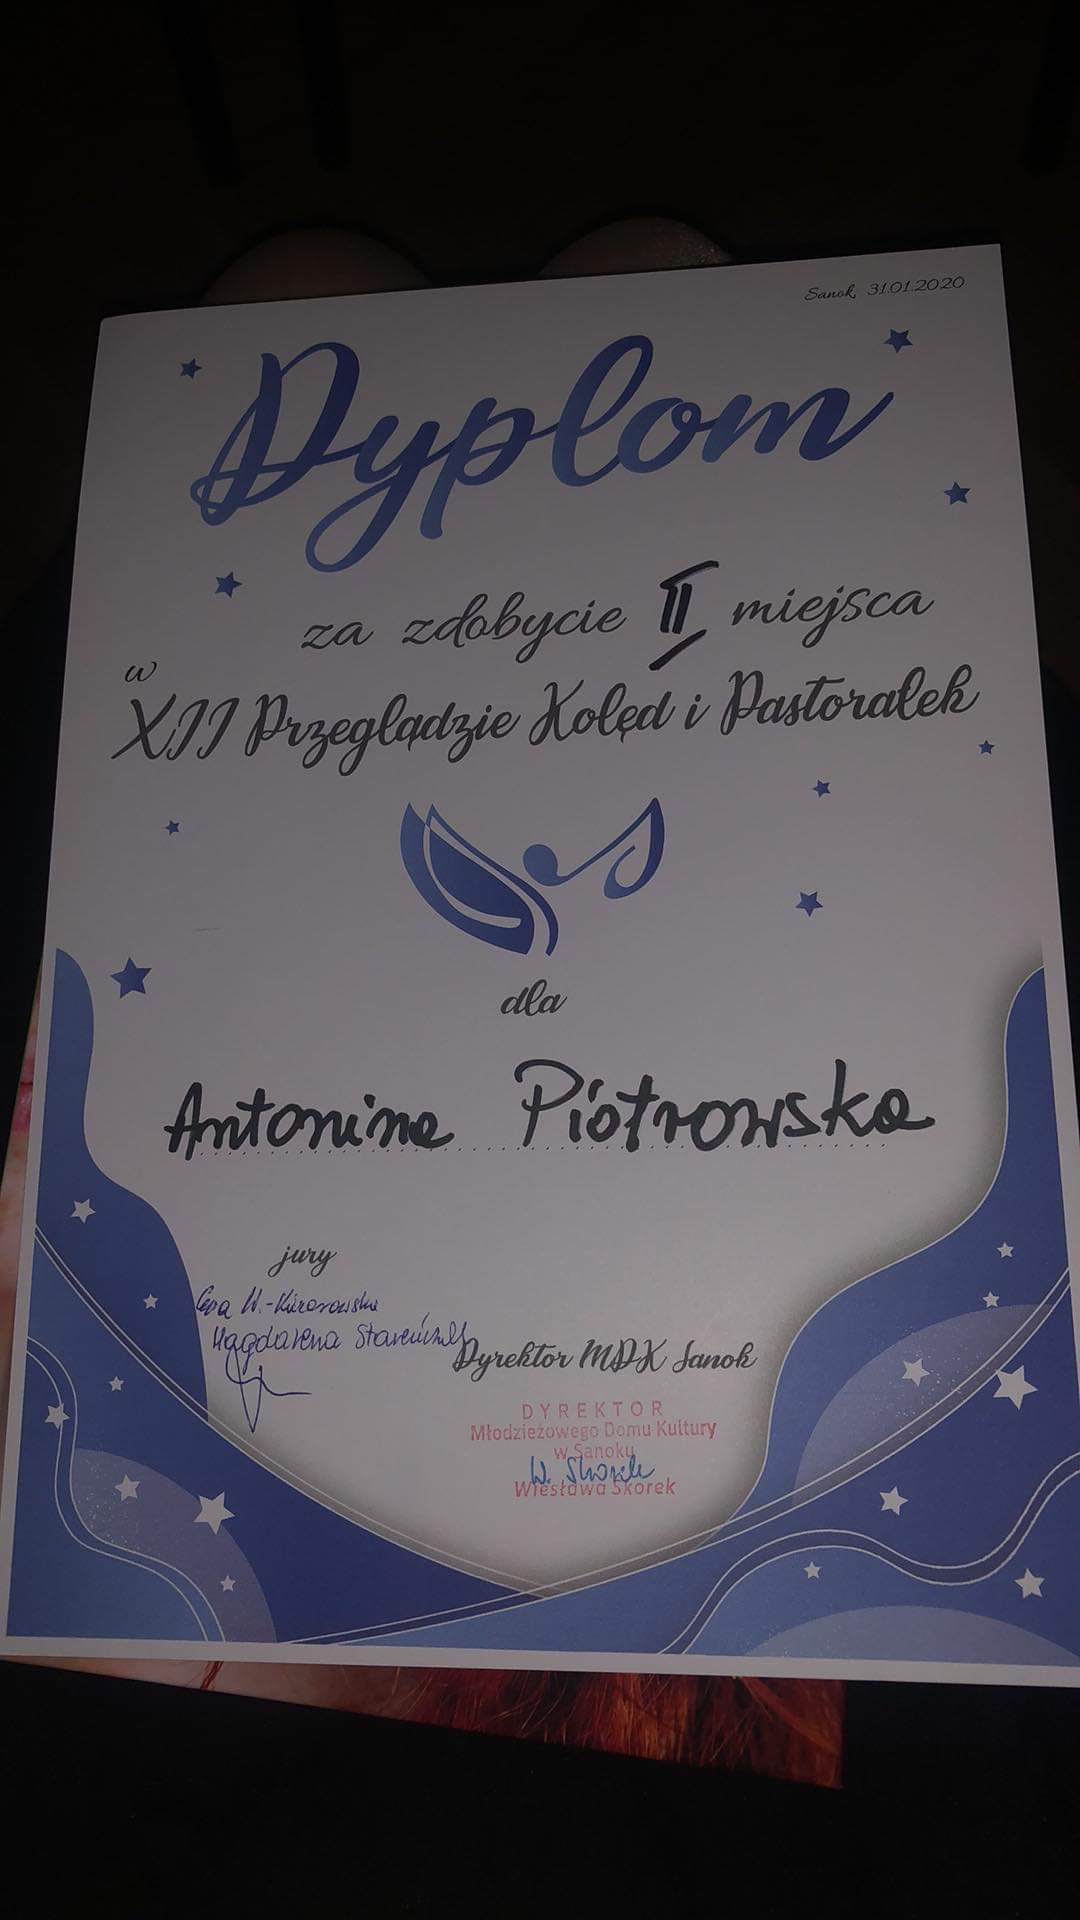 Sanok, 31.01.2020
Dyplom
za zdobycie II miejsca
w
XII Przeglądzie Kolęd i Pastorałek
dla
Antonina Piotrowska
jury
Magdalena
Dyrektor MDK Sanok
DYREKTOR
Młodzieżowego Domu Kultury
w Sanoku
W. Skorek
Wiesława Skorek